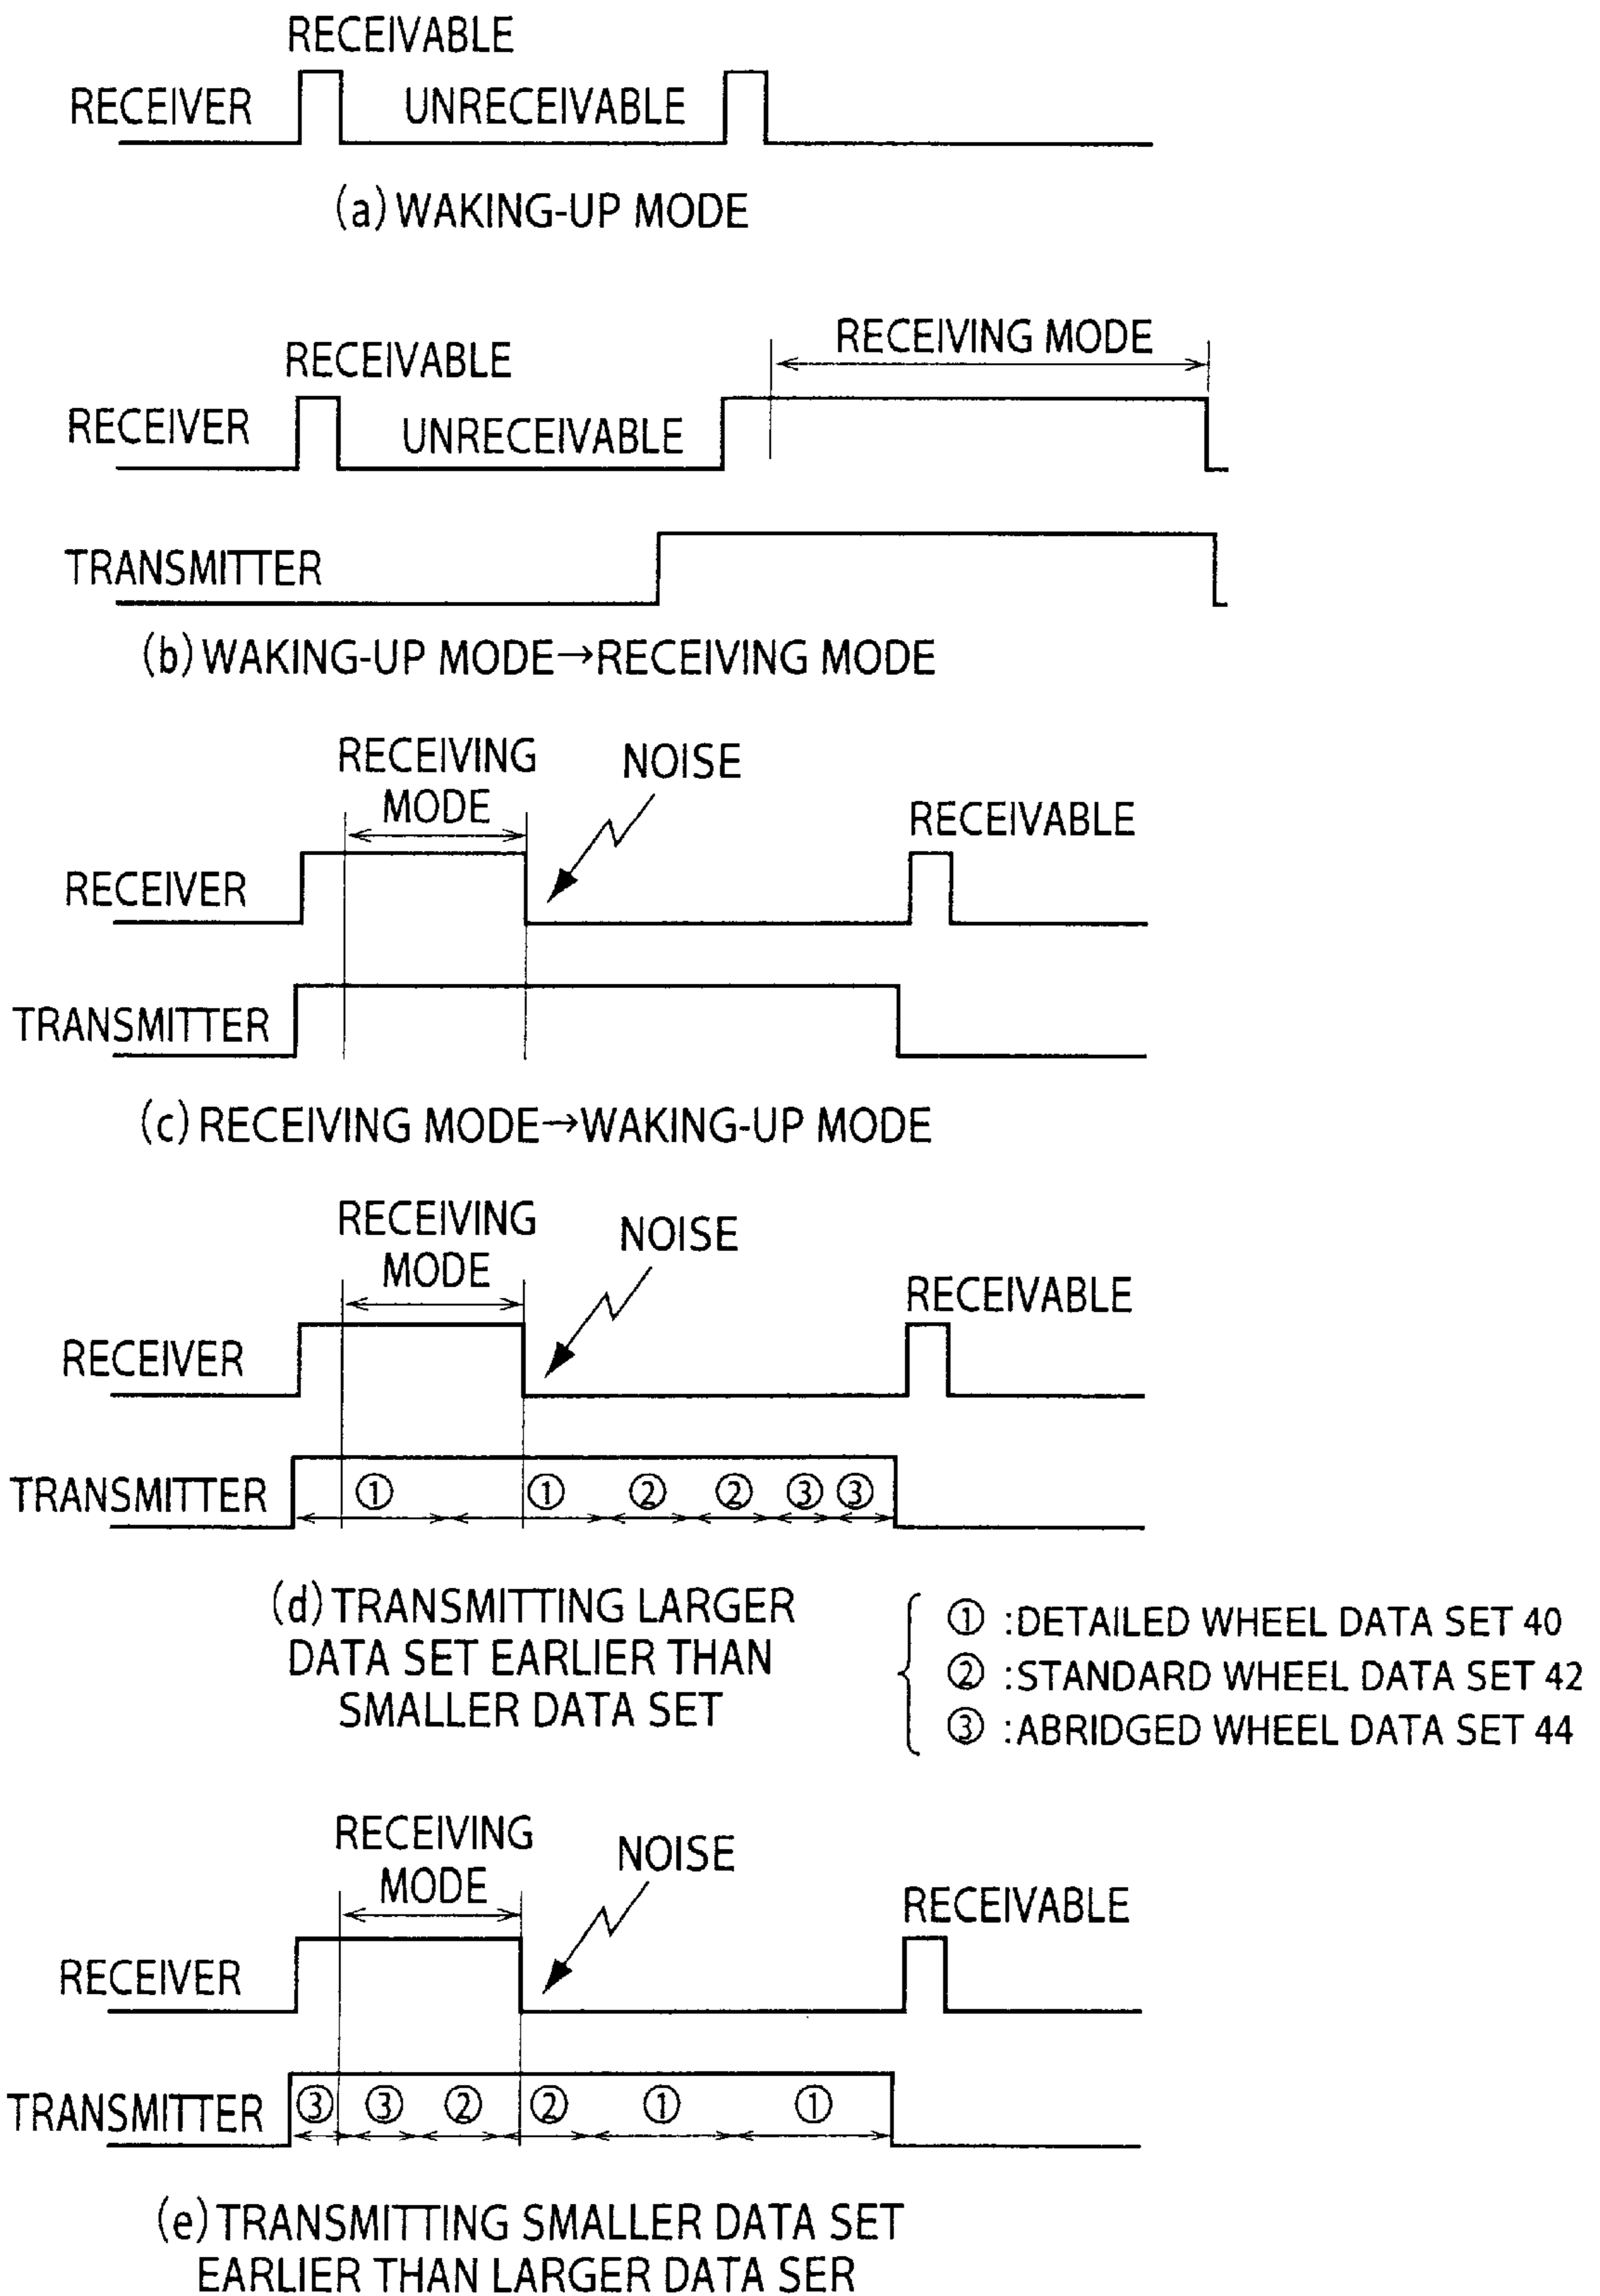 RECEIVABLE
RECEIVER
UNRECEIVABLE
(a) WAKING-UP MODE
RECEIVING MODE
RECEIVABLE
RECEIVER
UNRECEIVABLE
TRANSMITTER
(b) WAKING-UP MODE→RECEIVING MODE
RECEIVING
MODE
NOISE
RECEIVABLE
RECEIVER
TRANSMITTER
(c) RECEIVING MODE→WAKING-UP MODE
RECEIVING
MODE
NOISE
RECEIVABLE
RECEIVER
TRANSMITTER
① ① ② ② ③ ③
(d) TRANSMITTING LARGER
DATA SET EARLIER THAN
SMALLER DATA SET
① :DETAILED WHEEL DATA SET 40
② :STANDARD WHEEL DATA SET 42
③ :ABRIDGED WHEEL DATA SET 44
RECEIVING
MODE
NOISE
RECEIVABLE
RECEIVER
TRANSMITTER
③ ③ ② ② ① ①
(e) TRANSMITTING SMALLER DATA SET
EARLIER THAN LARGER DATA SER